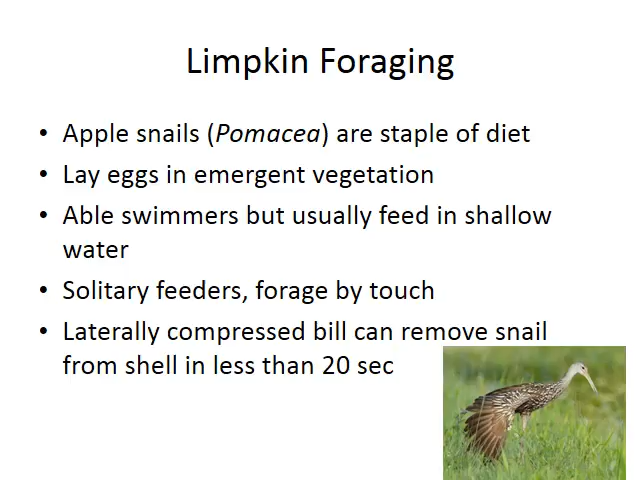 Limpkin Foraging
• Apple snails (Pomacea) are staple of diet
• Lay eggs in emergent vegetation
• Able swimmers but usually feed in shallow
water
• Solitary feeders, forage by touch
• Laterally compressed bill can remove snail
from shell in less than 20 sec